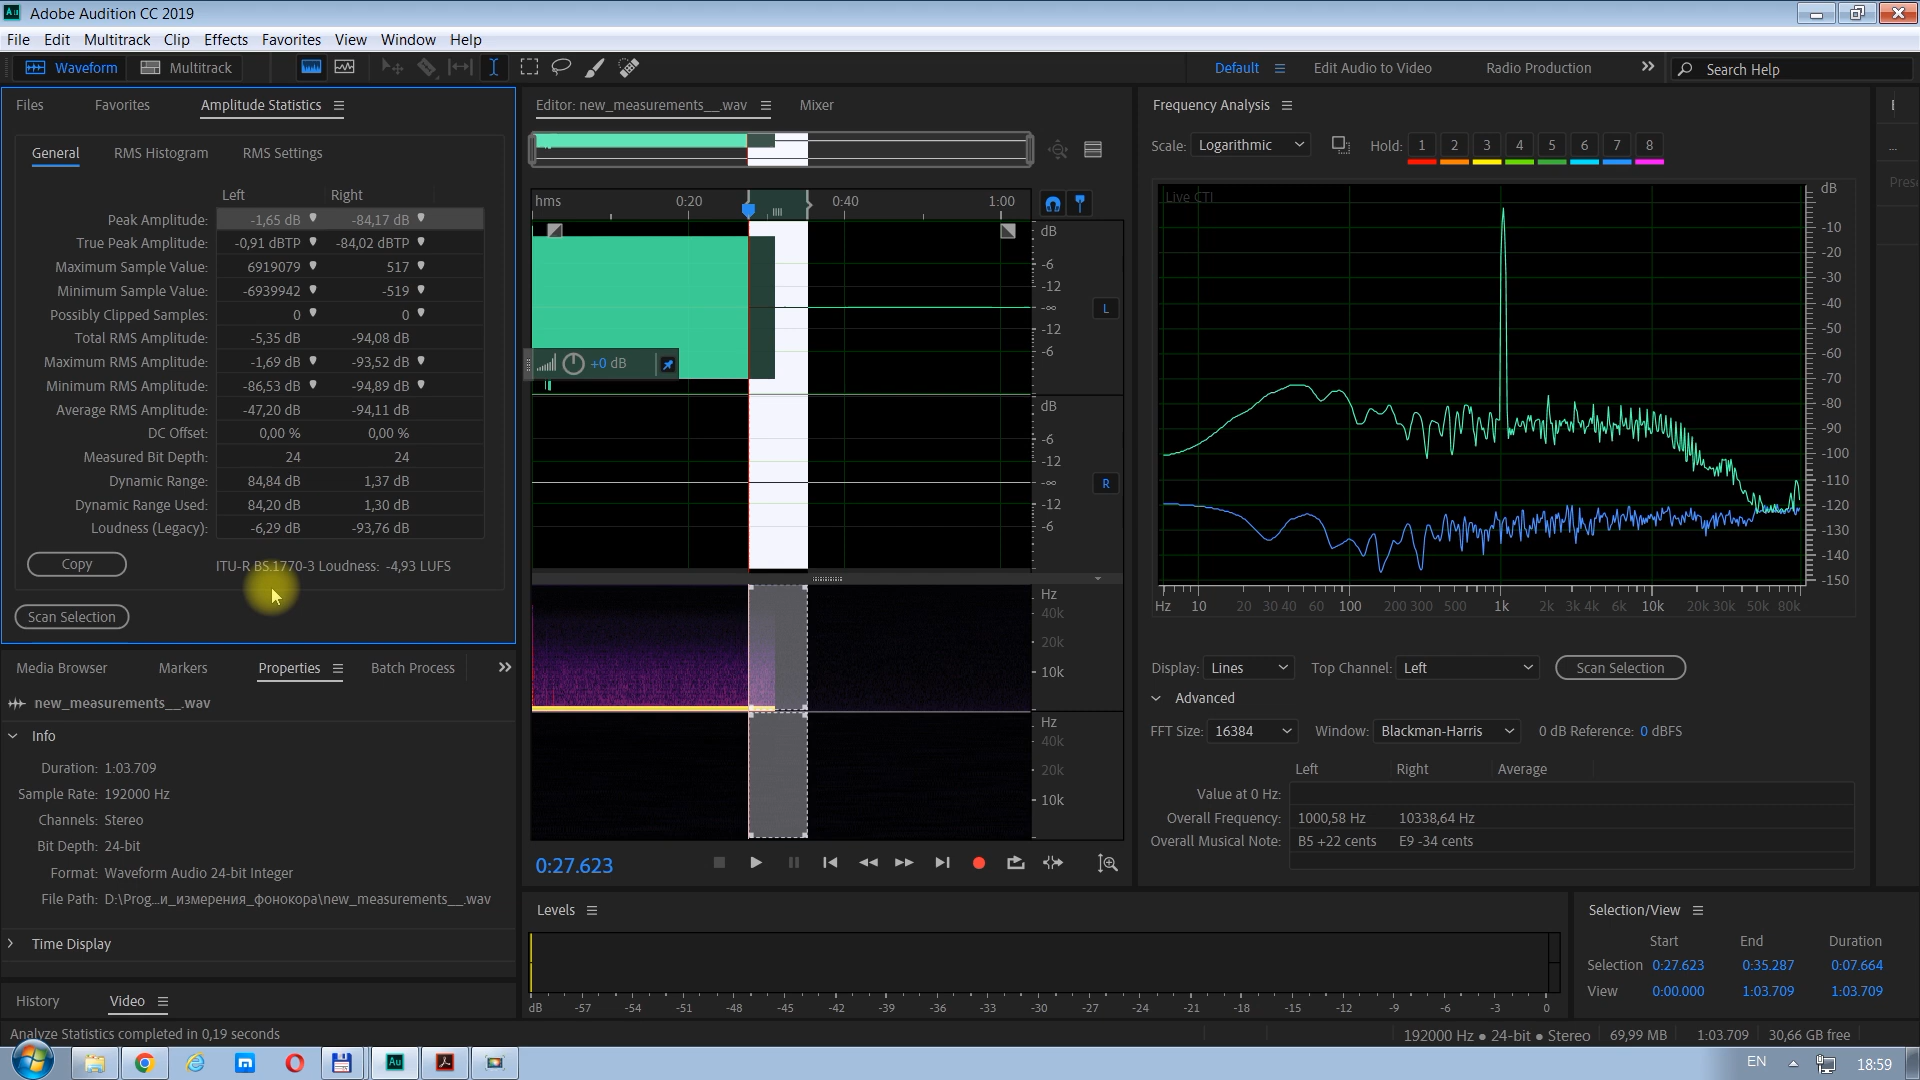 Adobe Audition CC 2019
File Edit Multitrack Clip Effects Favorites View Window Help
Waveform Multitrack Default Edit Audio to Video Radio Production Search Help
Files Favorites Amplitude Statistics
General RMS Histogram RMS Settings
Left Right
Peak Amplitude: -1,65 dB -84,17 dB
True Peak Amplitude: -0,91 dBTP -84,02 dBTP
Maximum Sample Value: 6919079 517
Minimum Sample Value: -6939942 -519
Possibly Clipped Samples: 0 0
Total RMS Amplitude: -5,35 dB -94,08 dB
Maximum RMS Amplitude: -1,69 dB -93,52 dB
Minimum RMS Amplitude: -86,53 dB -94,89 dB
Average RMS Amplitude: -47,20 dB -94,11 dB
DC Offset: 0,00 % 0,00 %
Measured Bit Depth: 24 24
Dynamic Range: 84,84 dB 1,37 dB
Dynamic Range Used: 84,20 dB 1,30 dB
Loudness (Legacy): -6,29 dB -93,76 dB
Copy ITU-R BS.1770-3 Loudness: -4,93 LUFS
Scan Selection
Media Browser Markers Properties Batch Process
new_measurements__.wav
Info
Duration: 1:03.709
Sample Rate: 192000 Hz
Channels: Stereo
Bit Depth: 24-bit
Format: Waveform Audio 24-bit Integer
File Path: D:\Prog...и_измерения_фонокора\new_measurements__.wav
Time Display
History Video
Analyze Statistics completed in 0,19 seconds
Editor: new_measurements__.wav Mixer
hms 0:20 0:40 1:00
dB
-6
-12
-∞
-12
-6
L
+0 dB
dB
-6
-12
-∞
-12
-6
R
Hz
40k
20k
10k
Hz
40k
20k
10k
0:27.623
Levels
dB -57 -54 -51 -48 -45 -42 -39 -36 -33 -30 -27 -24 -21 -18 -15 -12 -9 -6 -3 0
Frequency Analysis
Scale: Logarithmic Hold: 1 2 3 4 5 6 7 8
Live CTI
dB
-10
-20
-30
-40
-50
-60
-70
-80
-90
-100
-110
-120
-130
-140
-150
Hz 10 20 30 40 60 100 200 300 500 1k 2k 3k 4k 6k 10k 20k 30k 50k 80k
Display: Lines Top Channel: Left Scan Selection
Advanced
FFT Size: 16384 Window: Blackman-Harris 0 dB Reference: 0 dBFS
Left Right Average
Value at 0 Hz:
Overall Frequency: 1000,58 Hz 10338,64 Hz
Overall Musical Note: B5 +22 cents E9 -34 cents
Selection/View
Start End Duration
Selection 0:27.623 0:35.287 0:07.664
View 0:00.000 1:03.709 1:03.709
192000 Hz ● 24-bit ● Stereo 69,99 MB 1:03.709 30,66 GB free
EN 18:59